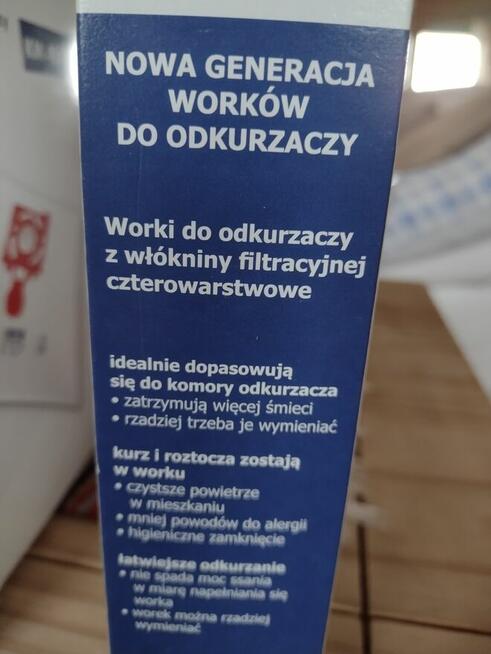 NOWA GENERACJA
WORKÓW
DO ODKURZACZY
Worki do odkurzaczy
z włókniny filtracyjnej
czterowarstwowe
idealnie dopasowują
się do komory odkurzacza
• zatrzymują więcej śmieci
• rzadziej trzeba je wymieniać
kurz i roztocza zostają
w worku
• czystsze powietrze
w mieszkaniu
• mniej powodów do alergii
• higieniczne zamknięcie
łatwiejsze odkurzanie
• nie spada moc ssania
w miarę napełniania się
worka
• worek można rzadziej
wymieniać